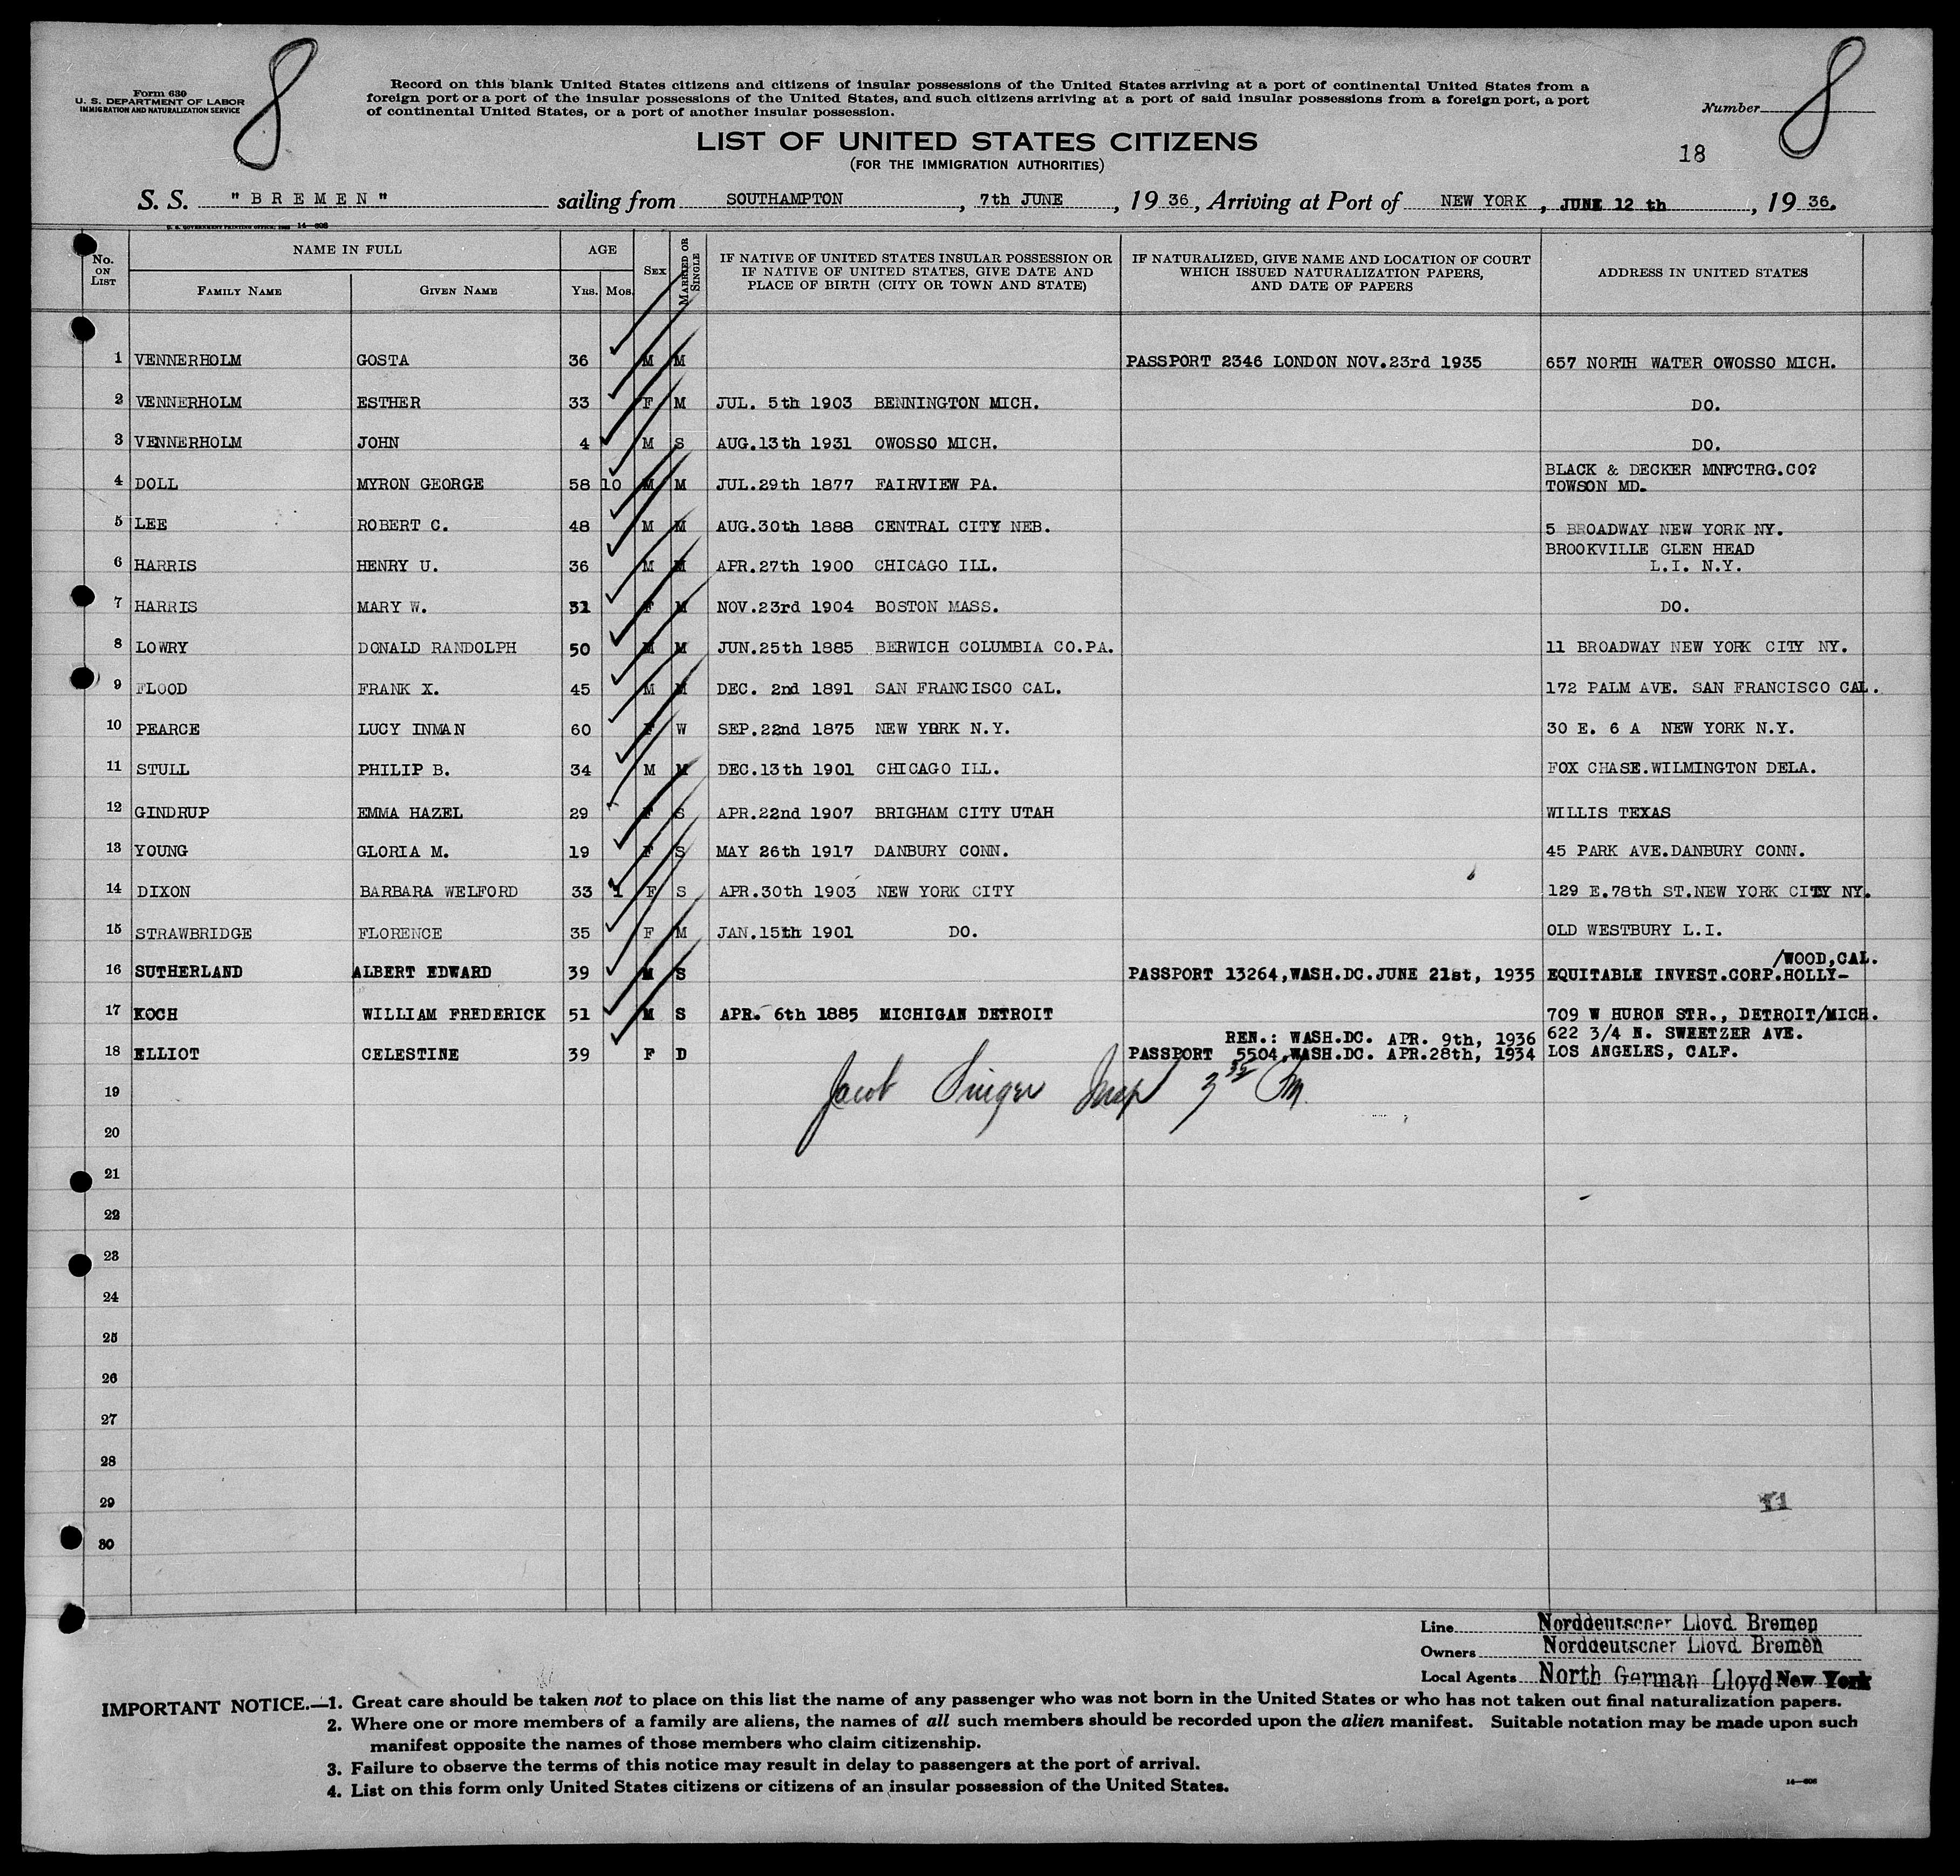 8
8
Form 630
U. S. DEPARTMENT OF LABOR
IMMIGRATION AND NATURALIZATION SERVICE
Record on this blank United States citizens and citizens of insular possessions of the United States arriving at a port of continental United States from a
foreign port or a port of the insular possessions of the United States, and such citizens arriving at a port of said insular possessions from a foreign port, a port
of continental United States, or a port of another insular possession.
Number
LIST OF UNITED STATES CITIZENS
(FOR THE IMMIGRATION AUTHORITIES)
18
S. S. "BREMEN" sailing from SOUTHAMPTON, 7th JUNE, 1936, Arriving at Port of NEW YORK, JUNE 12 th, 1936.
No. ON LIST
NAME IN FULL
FAMILY NAME
GIVEN NAME
AGE
YRS. MOS.
SEX
MARRIED OR SINGLE
IF NATIVE OF UNITED STATES INSULAR POSSESSION OR
IF NATIVE OF UNITED STATES, GIVE DATE AND
PLACE OF BIRTH (CITY OR TOWN AND STATE)
IF NATURALIZED, GIVE NAME AND LOCATION OF COURT
WHICH ISSUED NATURALIZATION PAPERS,
AND DATE OF PAPERS
ADDRESS IN UNITED STATES
1 VENNERHOLM GOSTA 36 M M PASSPORT 2346 LONDON NOV.23rd 1935 657 NORTH WATER OWOSSO MICH.
2 VENNERHOLM ESTHER 33 F M JUL. 5th 1903 BENNINGTON MICH. DO.
3 VENNERHOLM JOHN 4 M S AUG.13th 1931 OWOSSO MICH. DO.
4 DOLL MYRON GEORGE 58 10 M M JUL.29th 1877 FAIRVIEW PA. BLACK & DECKER MNFCTRG.CO?
TOWSON MD.
5 LEE ROBERT C. 48 M M AUG.30th 1888 CENTRAL CITY NEB. 5 BROADWAY NEW YORK NY.
6 HARRIS HENRY U. 36 M M APR.27th 1900 CHICAGO ILL. BROOKVILLE GLEN HEAD
L.I. N.Y.
7 HARRIS MARY W. 31 F M NOV.23rd 1904 BOSTON MASS. DO.
8 LOWRY DONALD RANDOLPH 50 M M JUN.25th 1885 BERWICH COLUMBIA CO.PA. 11 BROADWAY NEW YORK CITY NY.
9 FLOOD FRANK X. 45 M M DEC. 2nd 1891 SAN FRANCISCO CAL. 172 PALM AVE. SAN FRANCISCO CAL.
10 PEARCE LUCY INMAN 60 F W SEP.22nd 1875 NEW YORK N.Y. 30 E. 6 A NEW YORK N.Y.
11 STULL PHILIP B. 34 M M DEC.13th 1901 CHICAGO ILL. FOX CHASE.WILMINGTON DELA.
12 GINDRUP EMMA HAZEL 29 F S APR.22nd 1907 BRIGHAM CITY UTAH WILLIS TEXAS
13 YOUNG GLORIA M. 19 F S MAY 26th 1917 DANBURY CONN. 45 PARK AVE.DANBURY CONN.
14 DIXON BARBARA WELFORD 33 1 F S APR.30th 1903 NEW YORK CITY 129 E.78th ST.NEW YORK CITY NY.
15 STRAWBRIDGE FLORENCE 35 F M JAN.15th 1901 DO. OLD WESTBURY L.I.
/WOOD,CAL.
16 SUTHERLAND ALBERT EDWARD 39 M S PASSPORT 13264,WASH.DC.JUNE 21st, 1935 EQUITABLE INVEST.CORP.HOLLY-
17 KOCH WILLIAM FREDERICK 51 M S APR. 6th 1885 MICHIGAN DETROIT 709 W HURON STR., DETROIT/MICH.
REN.: WASH.DC. APR. 9th, 1936 622 3/4 N. SWEETZER AVE.
18 ELLIOT CELESTINE 39 F D PASSPORT 5504,WASH.DC. APR.28th, 1934 LOS ANGELES, CALF.
Jacob Singer Insp 3 35 Pm
19
20
21
22
23
24
25
26
27
28
29
11
30
Line Norddeutscher Lloyd Bremen
Owners Norddeutscher Lloyd Bremen
Local Agents North German Lloyd New York
IMPORTANT NOTICE.—1. Great care should be taken not to place on this list the name of any passenger who was not born in the United States or who has not taken out final naturalization papers.
2. Where one or more members of a family are aliens, the names of all such members should be recorded upon the alien manifest. Suitable notation may be made upon such
manifest opposite the names of those members who claim citizenship.
3. Failure to observe the terms of this notice may result in delay to passengers at the port of arrival.
4. List on this form only United States citizens or citizens of an insular possession of the United States.